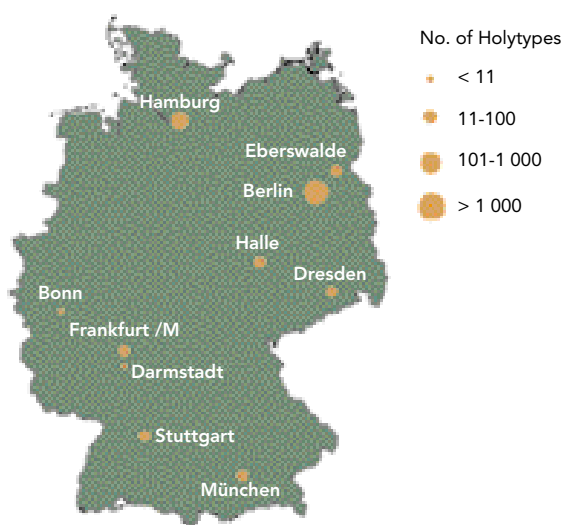 No. of Holytypes
< 11
11-100
101-1 000
> 1 000
Hamburg
Eberswalde
Berlin
Halle
Dresden
Bonn
Frankfurt /M
Darmstadt
Stuttgart
München